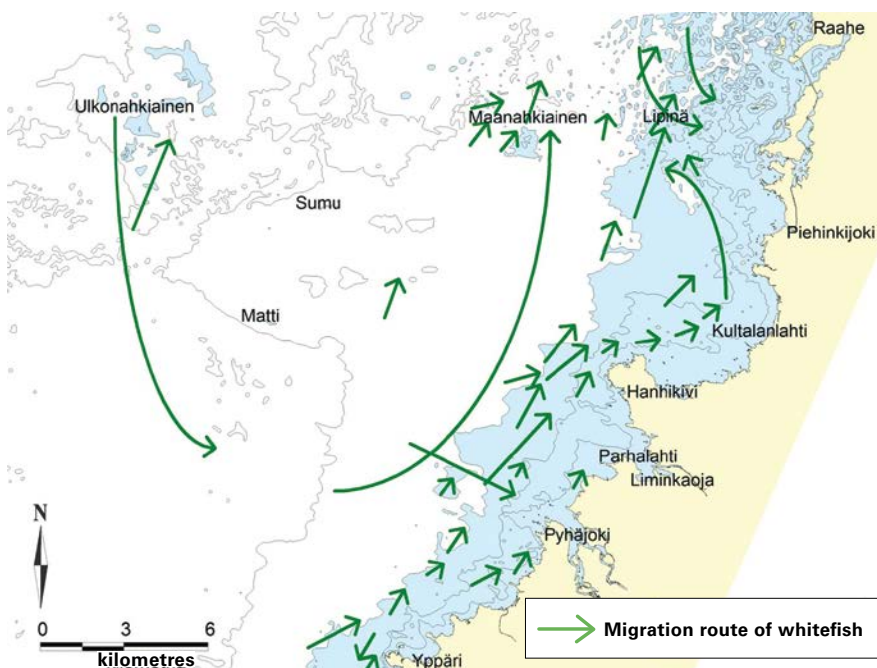 Raahe
Ulkonahkiainen
Maanahkiainen
Lipinä
Sumu
Piehinkijoki
Matti
Kultalanlahti
Hanhikivi
Parhalahti
Liminkaoja
N
Pyhäjoki
0 3 6
kilometres
Migration route of whitefish
Yppäri